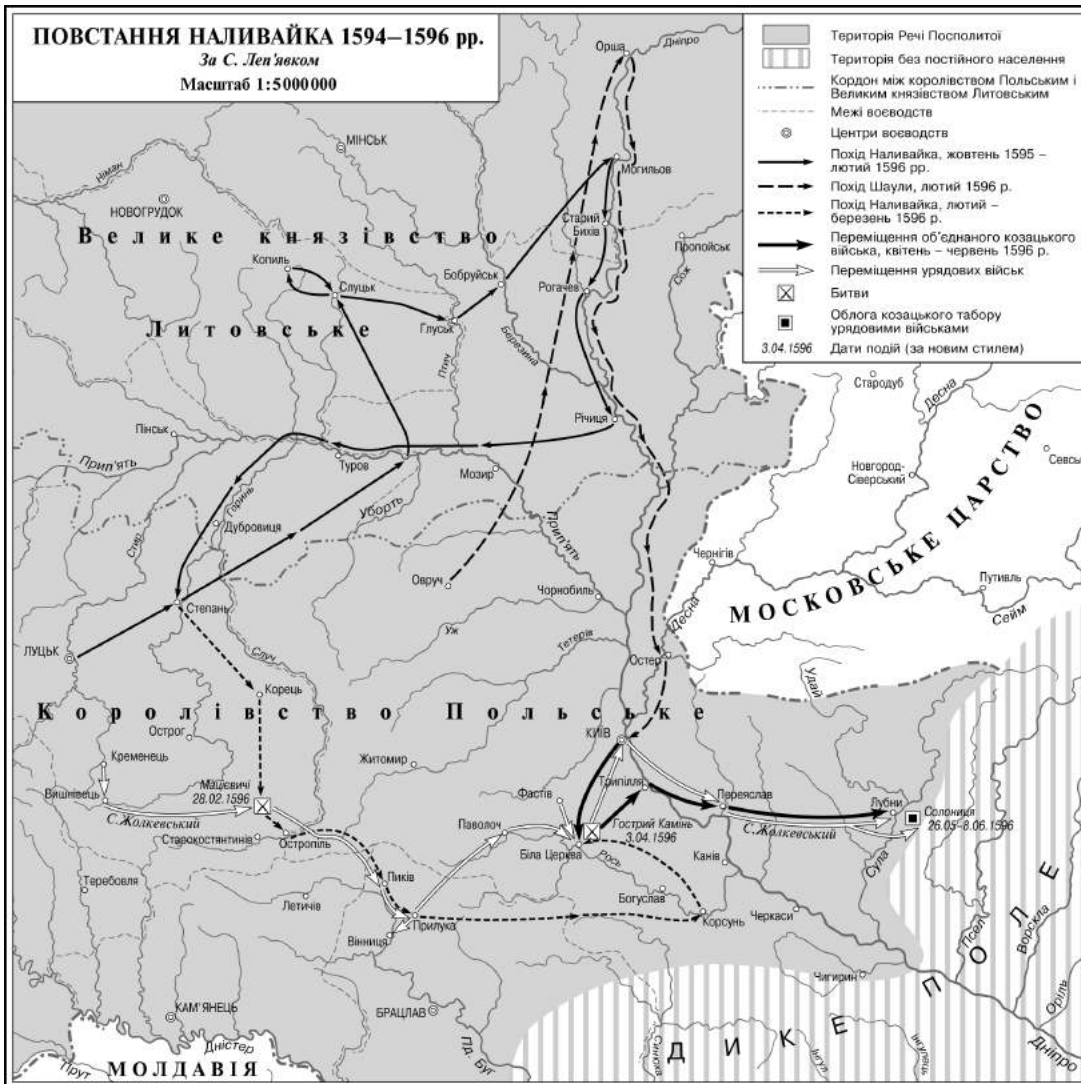 ПОВСТАННЯ НАЛИВАЙКА 1594–1596 рр.
За С. Леп'явком
Масштаб 1:5000000
Територія Речі Посполитої
Територія без постійного населення
Кордон між королівством Польським і
Великим князівством Литовським
Межі воєводств
Центри воєводств
Похід Наливайка, жовтень 1595 –
лютий 1596 рр.
Похід Шаули, лютий 1596 р.
Похід Наливайка, лютий –
березень 1596 р.
Переміщення об'єднаного козацького
війська, квітень – червень 1596 р.
Переміщення урядових військ
Битви
Облога козацького табору
урядовими військами
3.04.1596 Дати подій (за новим стилем)
Орша
Дніпро
МІНСЬК
Могильов
Німан
НОВОГРУДОК
Старий
Бихів
Пропойськ
Велике князівство
Копиль
Слуцьк
Бобруйськ
Рогачев
Сож
Глуськ
Литовське
Березина
Птич
Стародуб
Десна
Річиця
Пінськ
Прип'ять
Туров
Мозир
Новгород-
Сіверський
Севськ
Горинь
Уборть
Дубровиця
Стир
Прип'ять
МОСКОВСЬКЕ ЦАРСТВО
Чернігів
Овруч
Чорнобиль
Путивль
Сейм
Степань
Десна
Уж
Тетерів
ЛУЦЬК
Случ
Остер
Удай
Корець
Королівство Польське
Острог
КИЇВ
Кременець
Житомир
Мацієвичі
28.02.1596
Вишнівець
Трипілля
Фастів
Переяслав
Лубни
Солониця
26.05–8.06.1596
С.Жолкевський
Паволоч
Гострий Камінь
3.04.1596
С.Жолкевський
Старокостянтинів
Остропіль
Біла Церква
Рось
Канів
Сула
Теребовля
Пиків
Летичів
Богуслав
Прилука
Корсунь
Черкаси
Вінниця
Псел
Ворскла
Чигирин
КАМ'ЯНЕЦЬ
БРАЦЛАВ
Оріль
Дністер
Пд. Буг
Синюха
Інгул
Інгулець
ДИКЕ ПОЛЕ
МОЛДАВІЯ
Прут
Дніпро